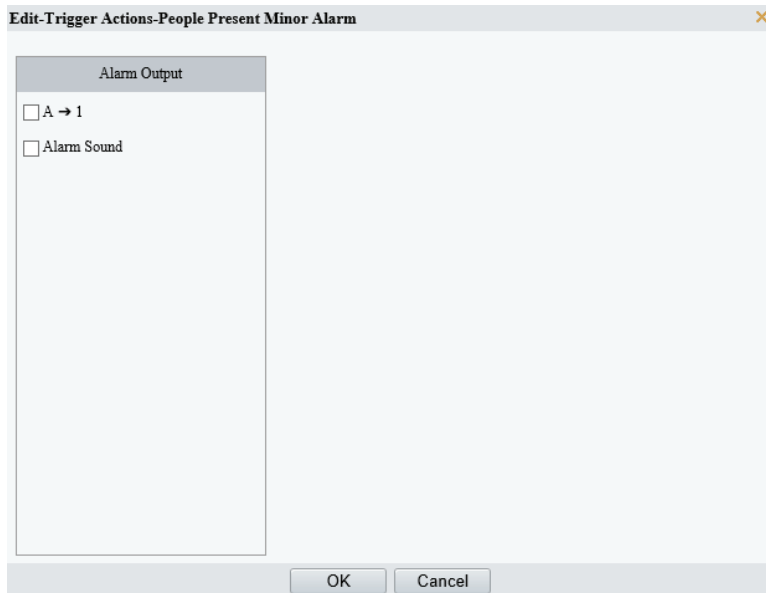 Edit-Trigger Actions-People Present Minor Alarm
Alarm Output
A ➔ 1
Alarm Sound
OK
Cancel